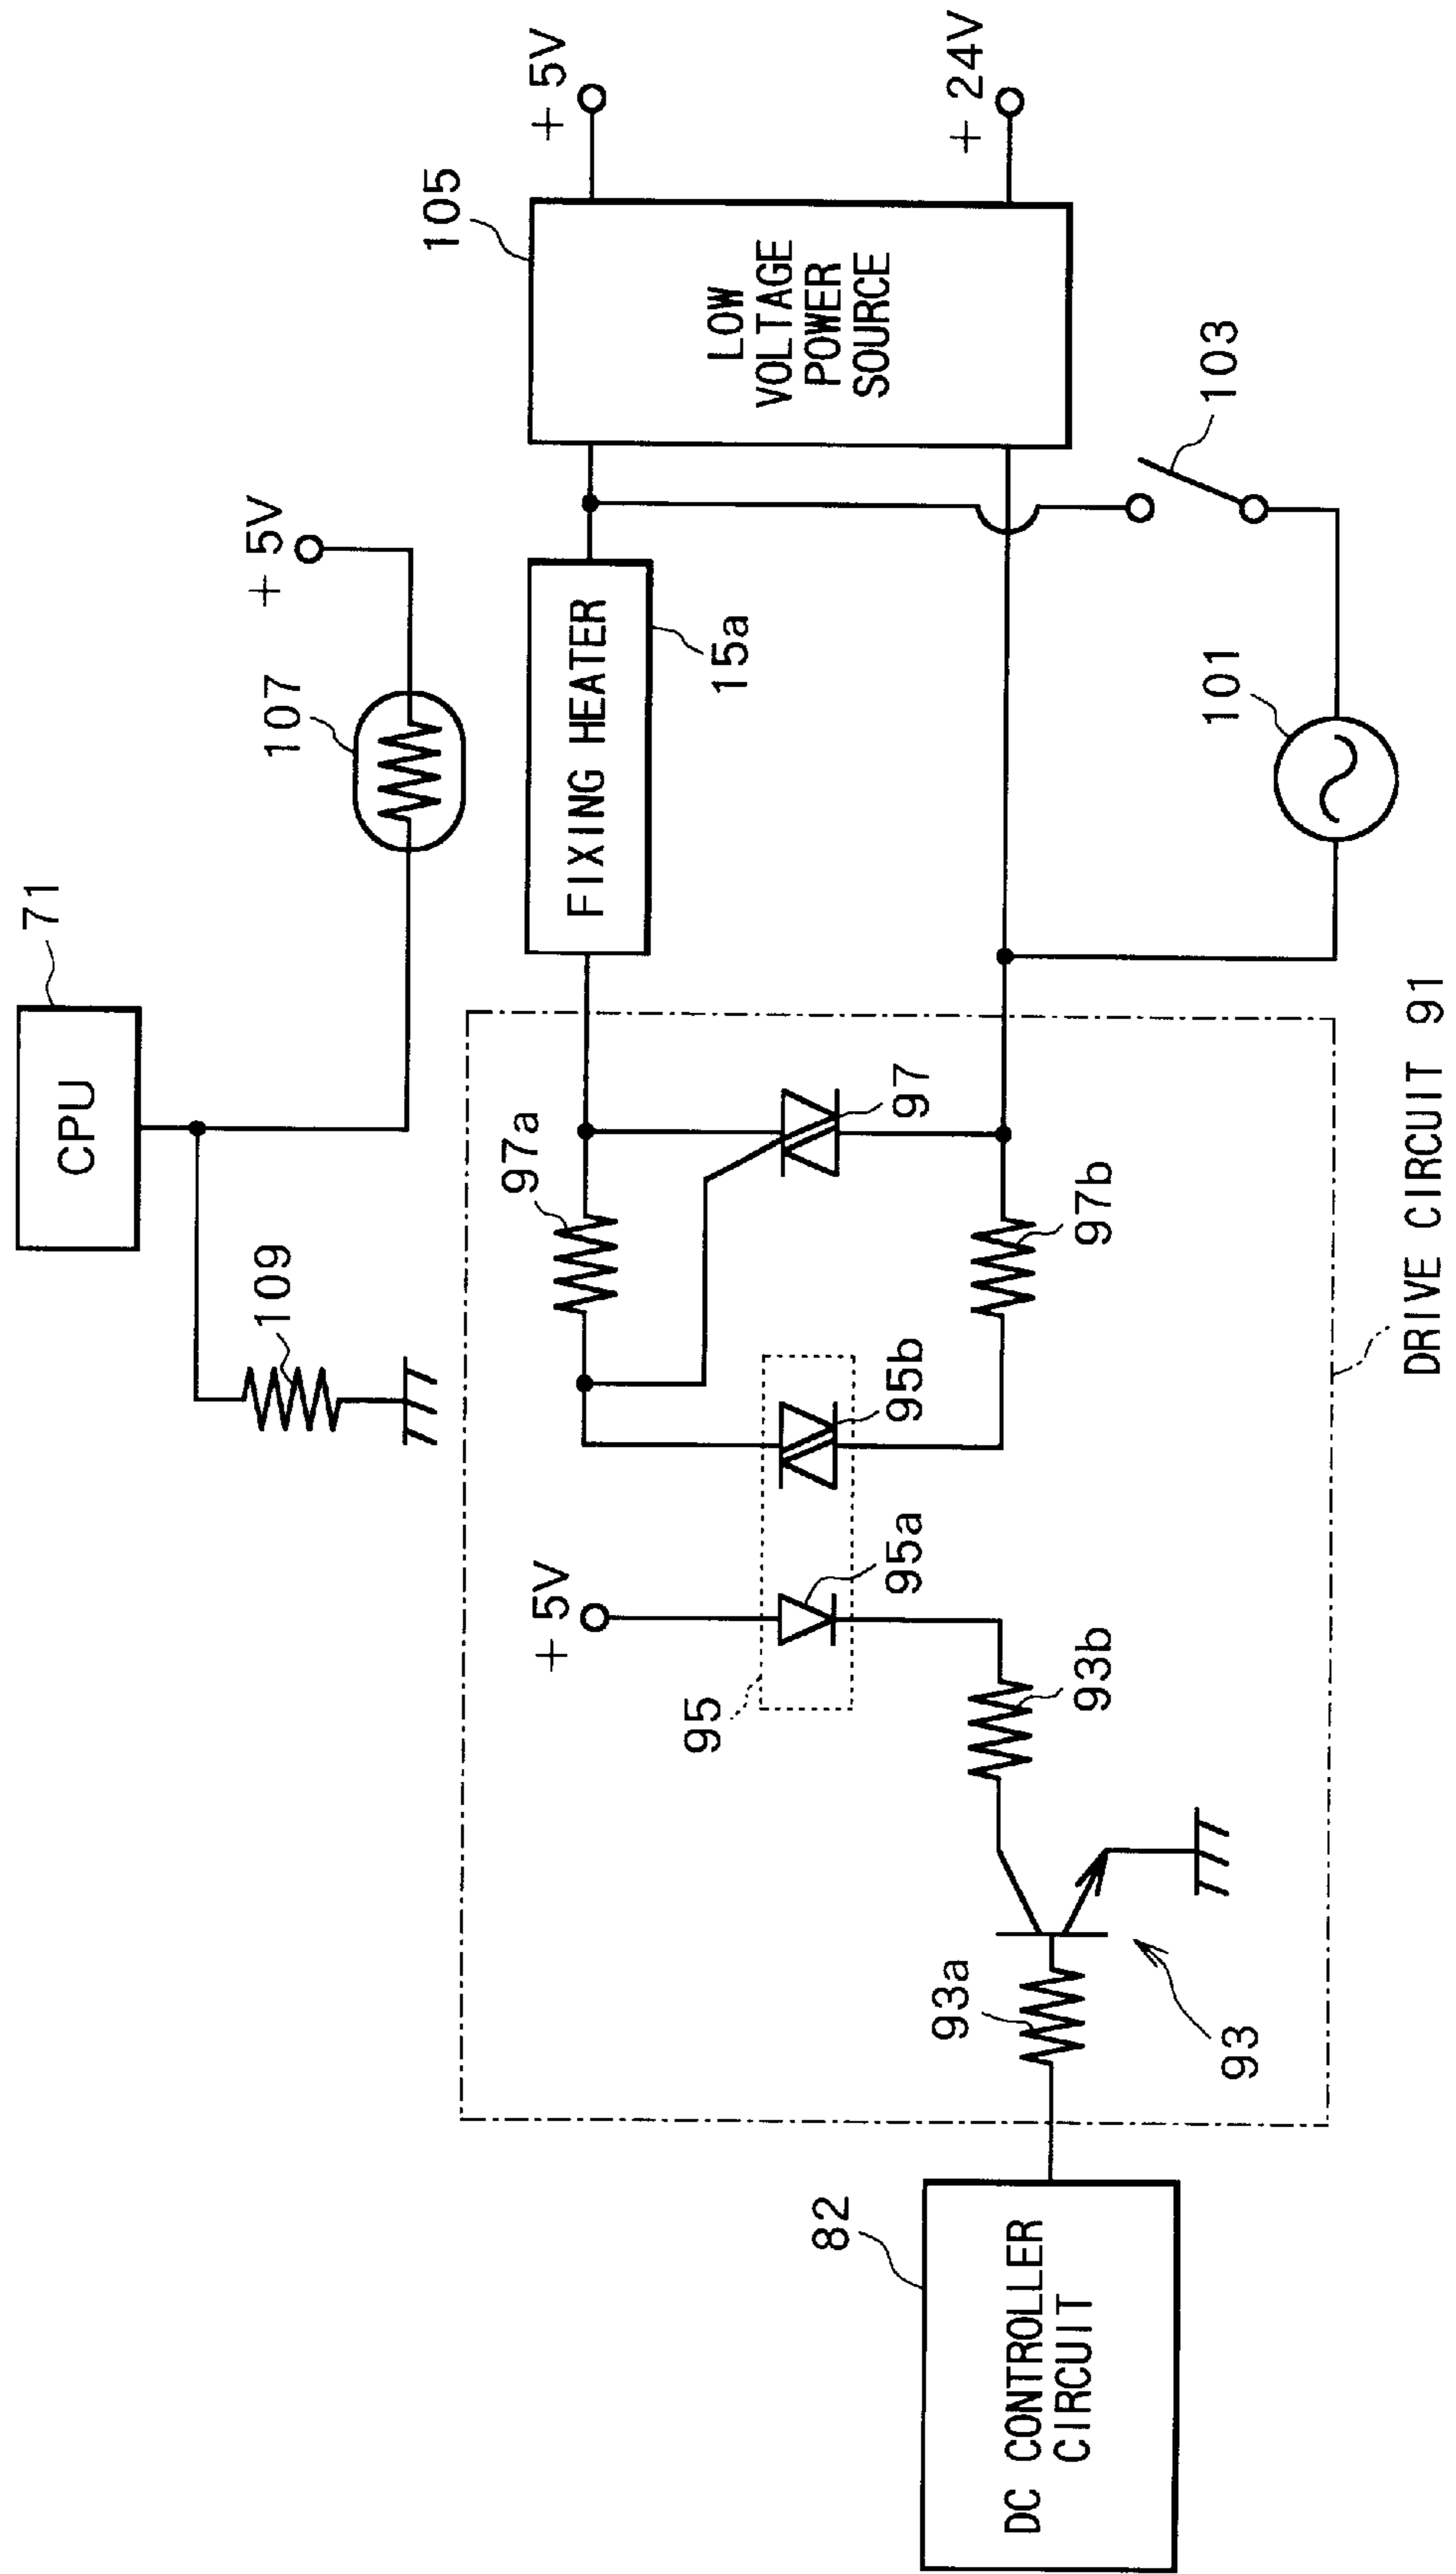 CPU
71
109
107
+ 5V
105
+ 5V
+ 24V
LOW
VOLTAGE
POWER
SOURCE
FIXING HEATER
15a
103
101
97a
97
97b
95b
+ 5V
95a
95
93b
93a
93
82
DC CONTROLLER
CIRCUIT
DRIVE CIRCUIT 91